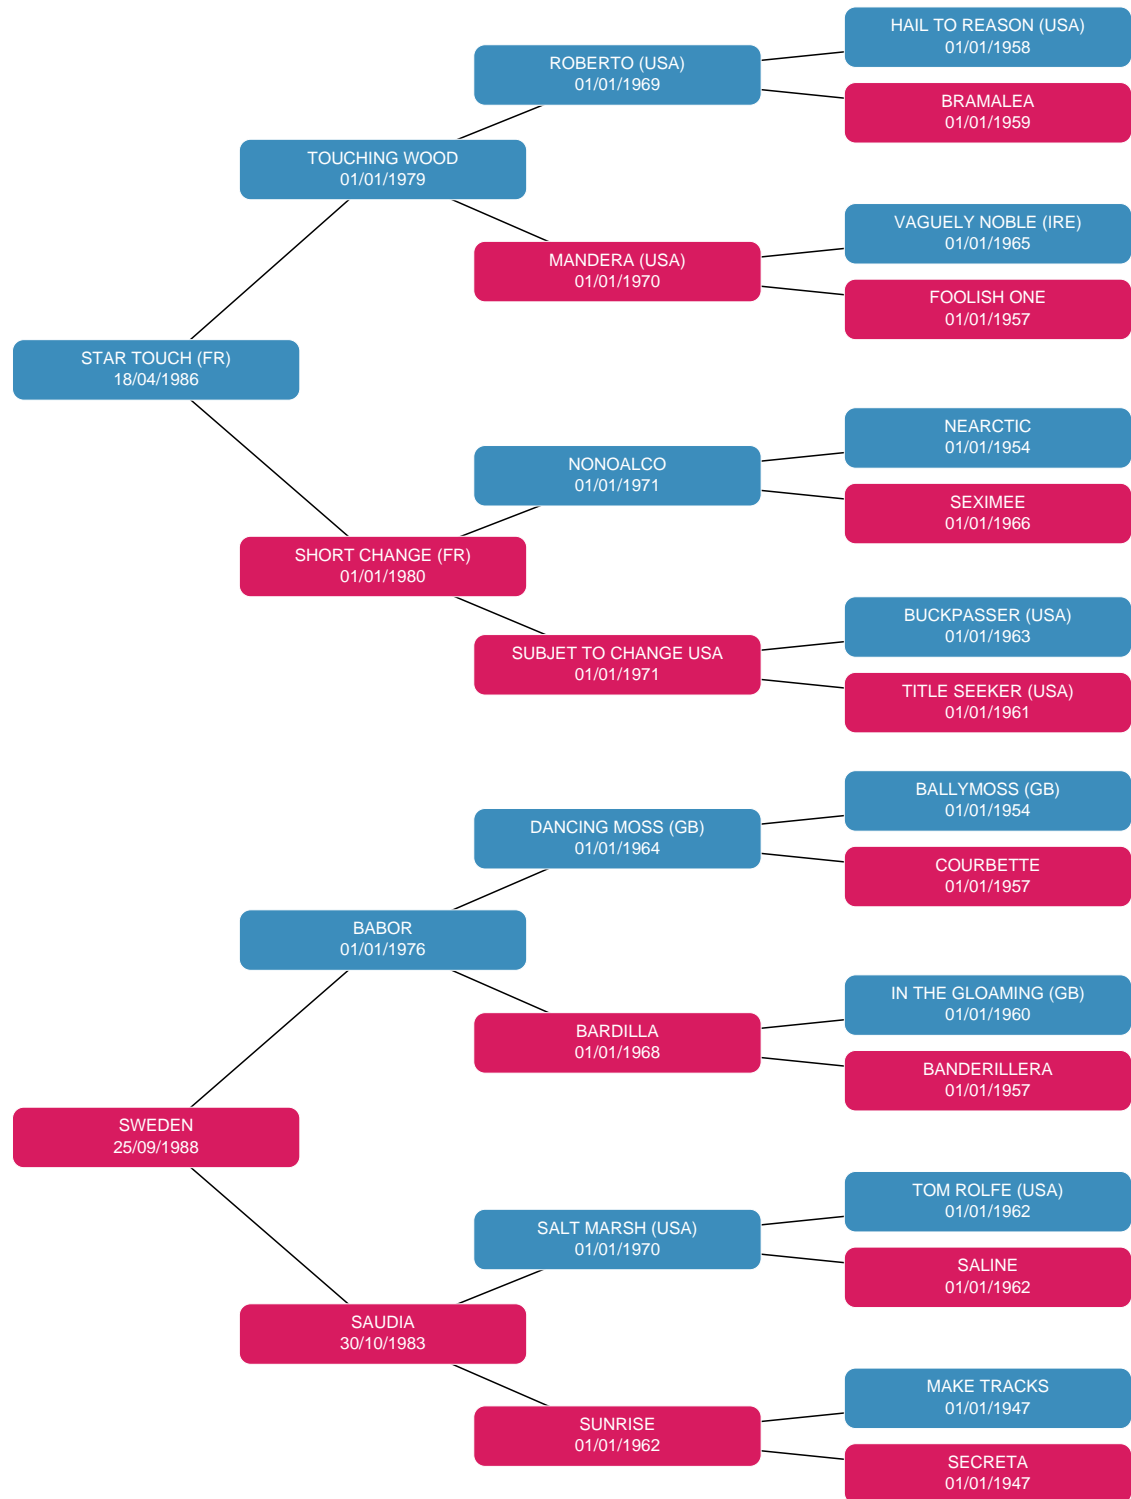 HAIL TO REASON (USA)
01/01/1958
ROBERTO (USA)
01/01/1969
BRAMALEA
01/01/1959
TOUCHING WOOD
01/01/1979
VAGUELY NOBLE (IRE)
01/01/1965
MANDERA (USA)
01/01/1970
FOOLISH ONE
01/01/1957
STAR TOUCH (FR)
18/04/1986
NEARCTIC
01/01/1954
NONOALCO
01/01/1971
SEXIMEE
01/01/1966
SHORT CHANGE (FR)
01/01/1980
BUCKPASSER (USA)
01/01/1963
SUBJET TO CHANGE USA
01/01/1971
TITLE SEEKER (USA)
01/01/1961
BALLYMOSS (GB)
01/01/1954
DANCING MOSS (GB)
01/01/1964
COURBETTE
01/01/1957
BABOR
01/01/1976
IN THE GLOAMING (GB)
01/01/1960
BARDILLA
01/01/1968
BANDERILLERA
01/01/1957
SWEDEN
25/09/1988
TOM ROLFE (USA)
01/01/1962
SALT MARSH (USA)
01/01/1970
SALINE
01/01/1962
SAUDIA
30/10/1983
MAKE TRACKS
01/01/1947
SUNRISE
01/01/1962
SECRETA
01/01/1947